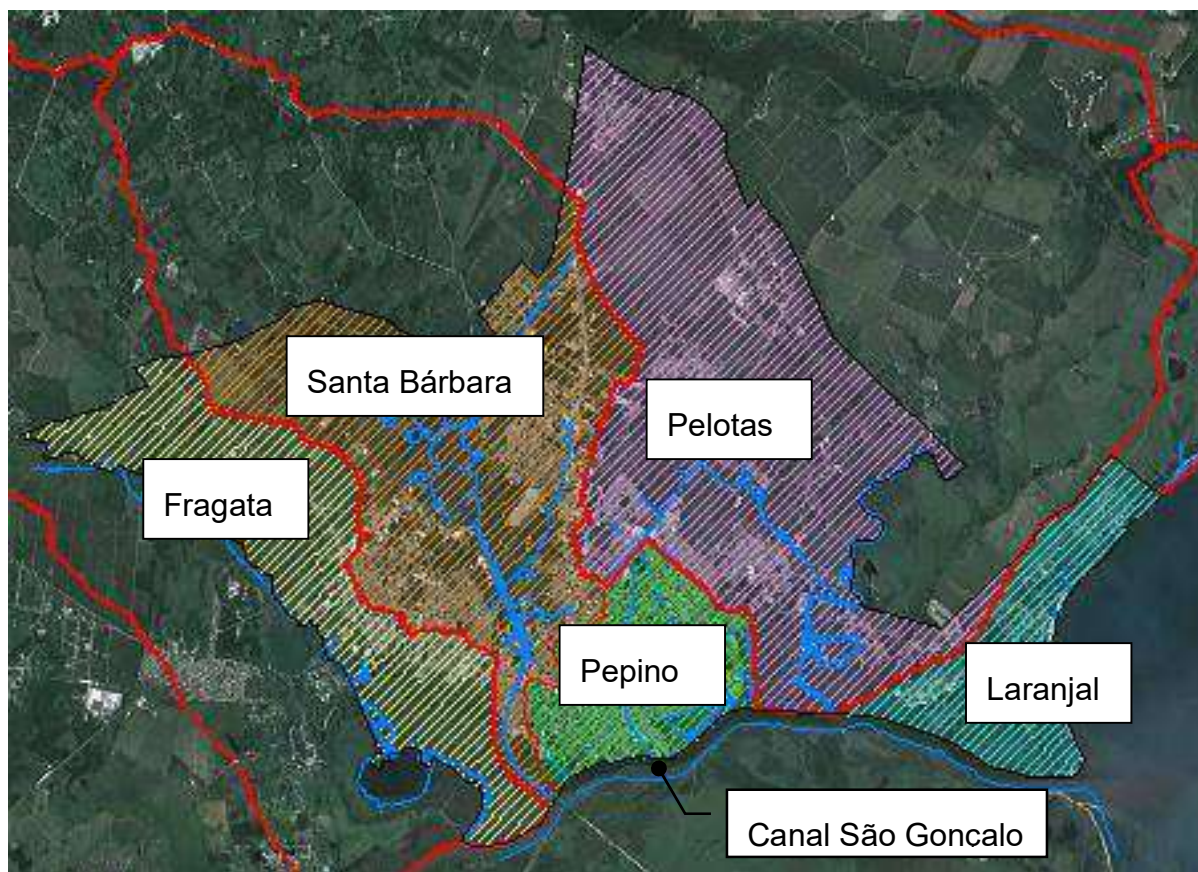 Santa Bárbara
Pelotas
Fragata
Pepino
Laranjal
Canal São Gonçalo